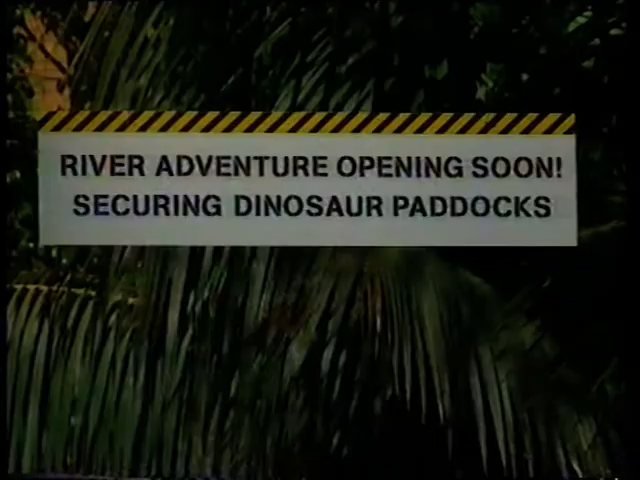 RIVER ADVENTURE OPENING SOON!
SECURING DINOSAUR PADDOCKS